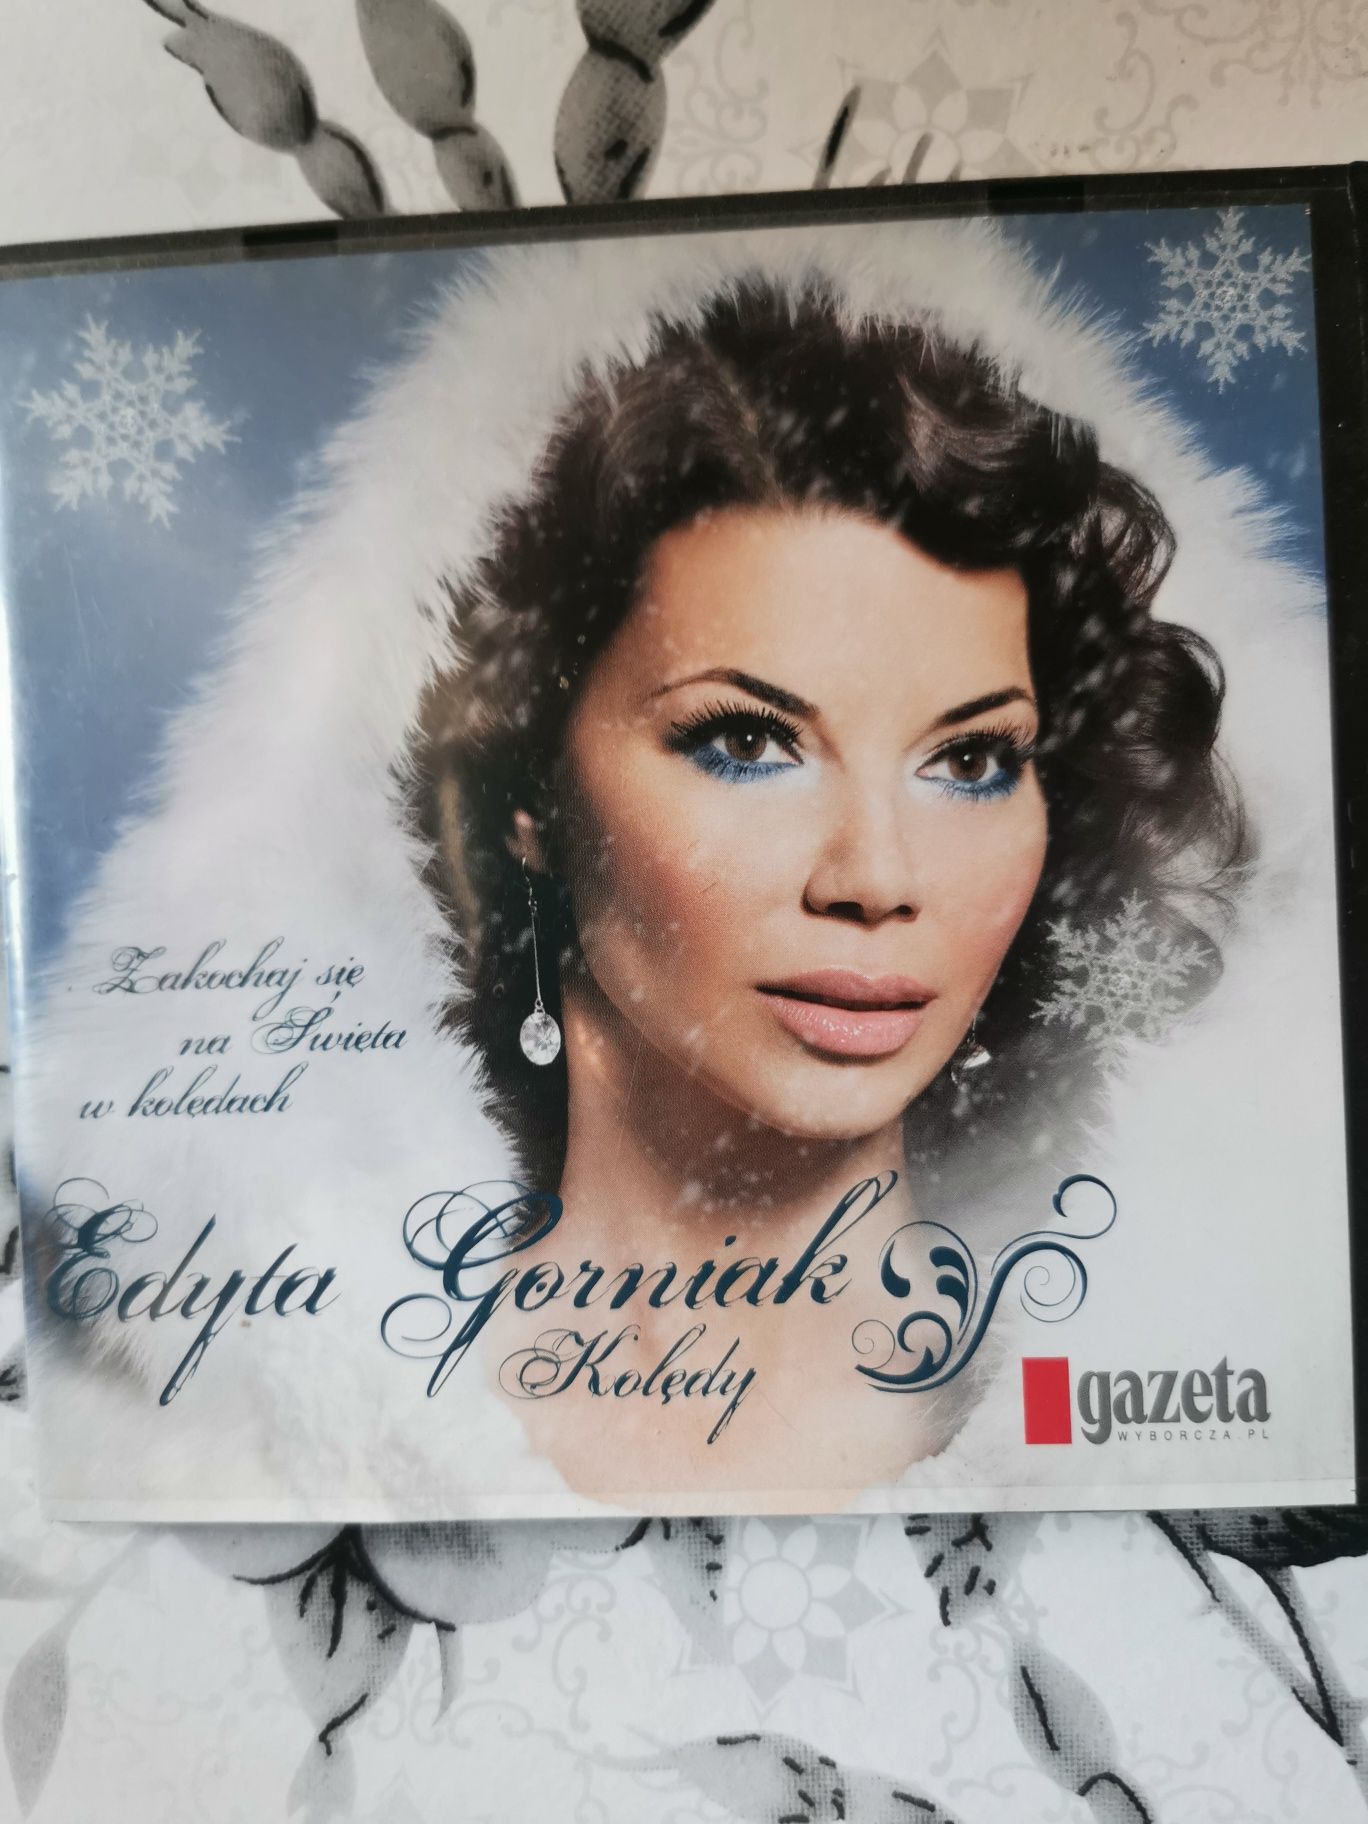 Zakochaj się
na Święta
w kolędach
Edyta Gorniak
Kolędy
gazeta
WYBORCZA.PL